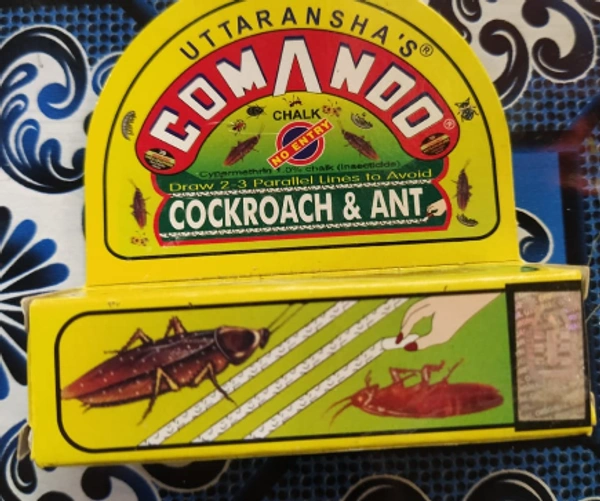 UTTARANSHA'S®
COMANDO®
CHALK
NO ENTRY
Cypermethrin 1.0% chalk (Insecticide)
Draw 2-3 Parallel Lines to Avoid
COCKROACH & ANT